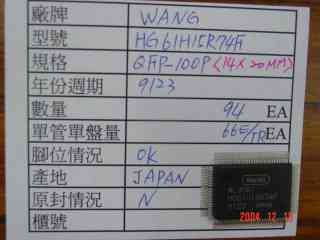 廠牌 WANG
型號 HG61H15R74F
規格 QFP-100P (14X20MM)
年份週期 9123
數量 94 EA
單管單盤量 66E/TR EA
腳位情況 OK
產地 JAPAN
原封情況 N
櫃號
WANG
JAPAN
2004.12.1